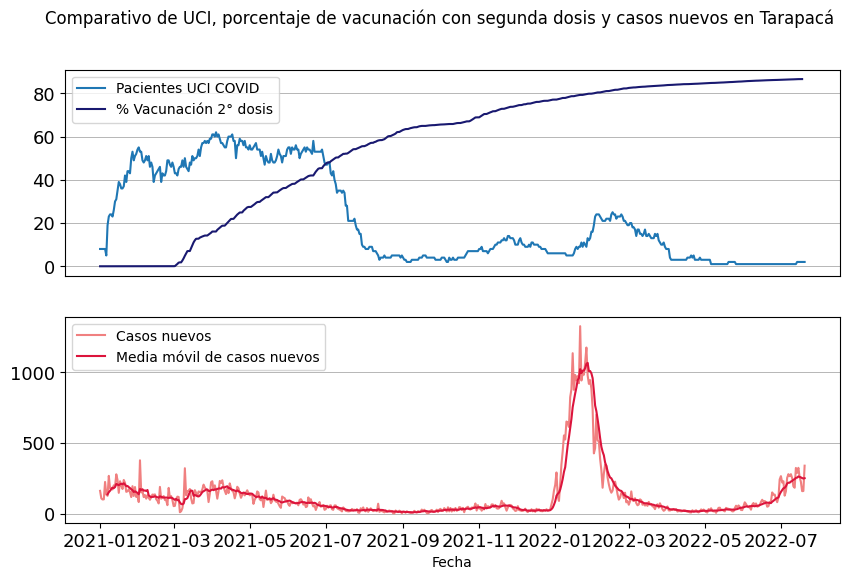 Comparativo de UCI, porcentaje de vacunación con segunda dosis y casos nuevos en Tarapacá
Pacientes UCI COVID
% Vacunación 2° dosis
80
60
40
20
0
Casos nuevos
Media móvil de casos nuevos
1000
500
0
2021-01 2021-03 2021-05 2021-07 2021-09 2021-11 2022-01 2022-03 2022-05 2022-07
Fecha